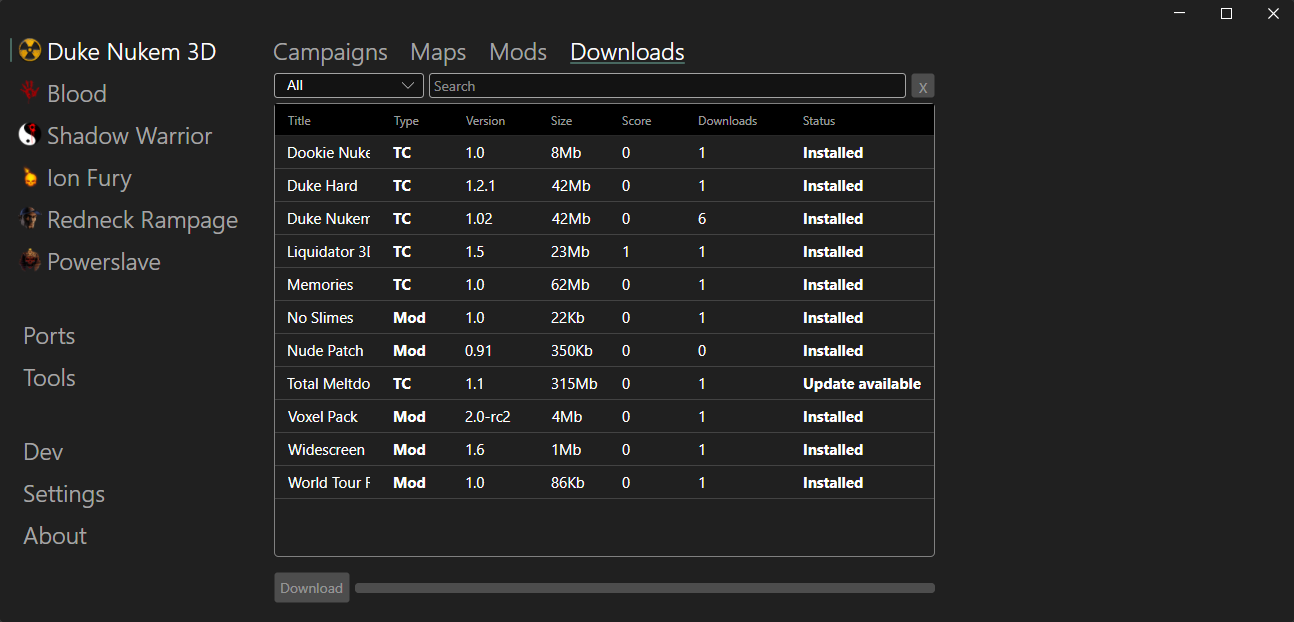 Duke Nukem 3D
Blood
Shadow Warrior
Ion Fury
Redneck Rampage
Powerslave
Ports
Tools
Dev
Settings
About
Campaigns Maps Mods Downloads
All Search X
Title Type Version Size Score Downloads Status
Dookie Nuke TC 1.0 8Mb 0 1 Installed
Duke Hard TC 1.2.1 42Mb 0 1 Installed
Duke Nukem TC 1.02 42Mb 0 6 Installed
Liquidator 3D TC 1.5 23Mb 1 1 Installed
Memories TC 1.0 62Mb 0 1 Installed
No Slimes Mod 1.0 22Kb 0 1 Installed
Nude Patch Mod 0.91 350Kb 0 0 Installed
Total Meltdo TC 1.1 315Mb 0 1 Update available
Voxel Pack Mod 2.0-rc2 4Mb 0 1 Installed
Widescreen Mod 1.6 1Mb 0 1 Installed
World Tour Mod 1.0 86Kb 0 1 Installed
Download